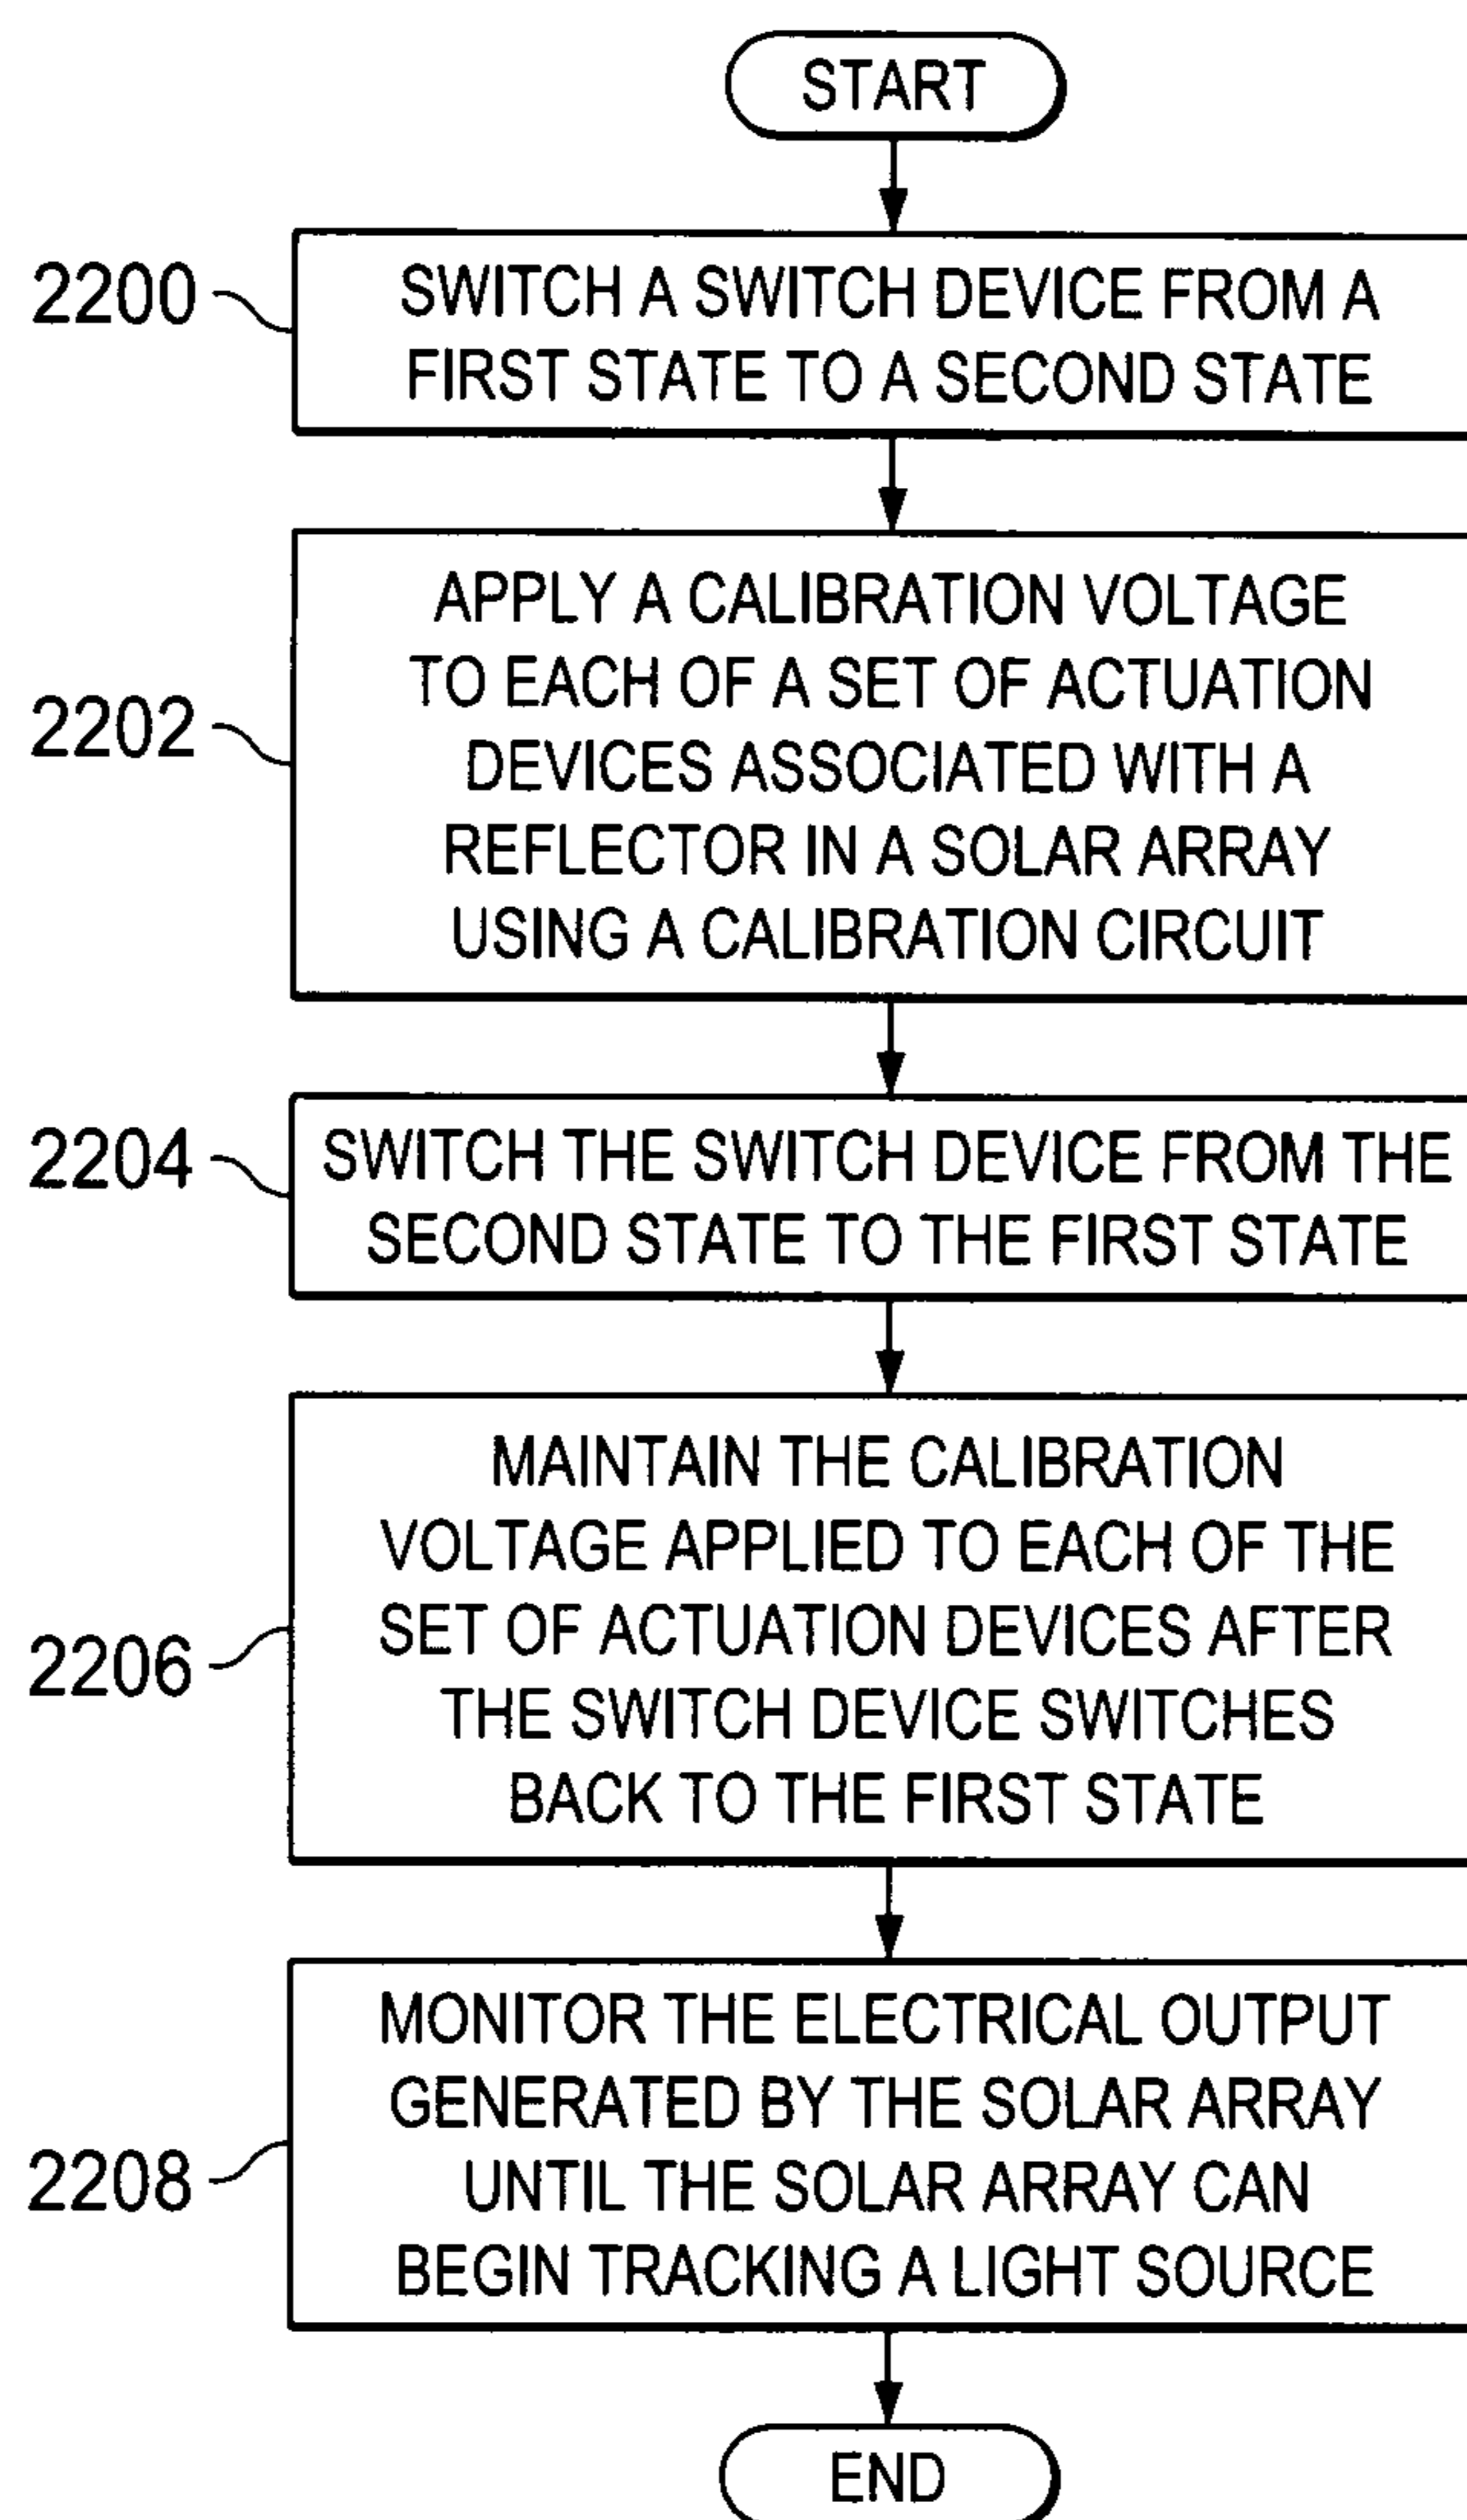 START
2200
SWITCH A SWITCH DEVICE FROM A
FIRST STATE TO A SECOND STATE
2202
APPLY A CALIBRATION VOLTAGE
TO EACH OF A SET OF ACTUATION
DEVICES ASSOCIATED WITH A
REFLECTOR IN A SOLAR ARRAY
USING A CALIBRATION CIRCUIT
2204
SWITCH THE SWITCH DEVICE FROM THE
SECOND STATE TO THE FIRST STATE
2206
MAINTAIN THE CALIBRATION
VOLTAGE APPLIED TO EACH OF THE
SET OF ACTUATION DEVICES AFTER
THE SWITCH DEVICE SWITCHES
BACK TO THE FIRST STATE
2208
MONITOR THE ELECTRICAL OUTPUT
GENERATED BY THE SOLAR ARRAY
UNTIL THE SOLAR ARRAY CAN
BEGIN TRACKING A LIGHT SOURCE
END